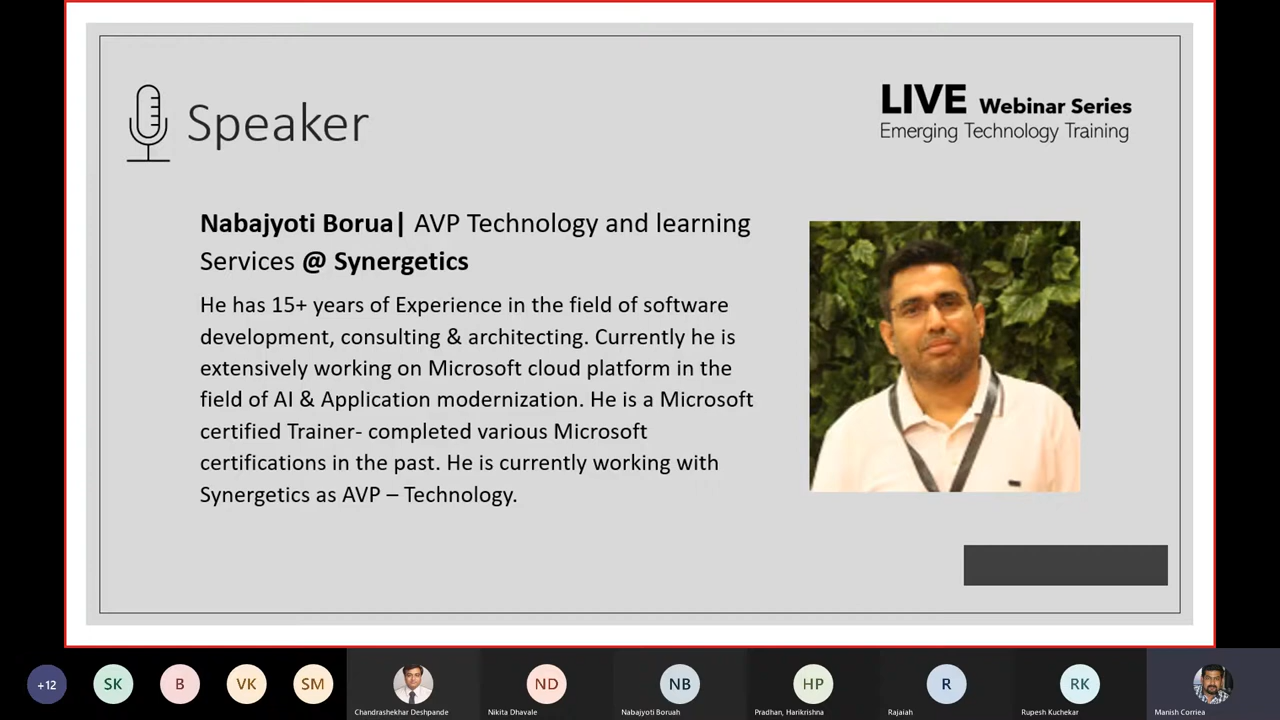 Speaker
LIVE Webinar Series
Emerging Technology Training
Nabajyoti Borua| AVP Technology and learning
Services @ Synergetics
He has 15+ years of Experience in the field of software
development, consulting & architecting. Currently he is
extensively working on Microsoft cloud platform in the
field of AI & Application modernization. He is a Microsoft
certified Trainer- completed various Microsoft
certifications in the past. He is currently working with
Synergetics as AVP – Technology.
+12 SK B VK SM ND NB HP R RK
Chandrashekhar Deshpande Nikita Dhavale Nabajyoti Boruah Pradhan, Harikrishna Rajaiah Rupesh Kuchekar Manish Corriea